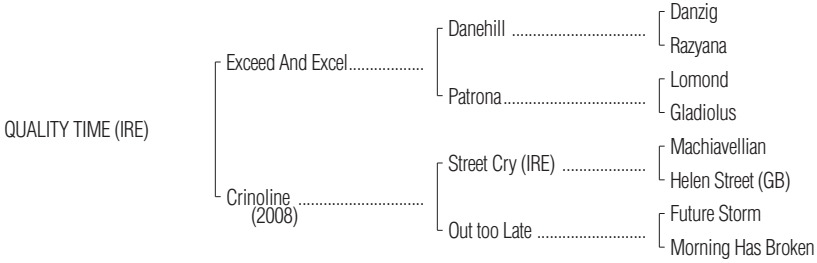 Danzig
Danehill ................................
Razyana
Exceed And Excel..................
Lomond
Patrona..................................
Gladiolus
QUALITY TIME (IRE)
Machiavellian
Street Cry (IRE) ....................
Helen Street (GB)
Crinoline ..............................
(2008)
Future Storm
Out too Late ..........................
Morning Has Broken